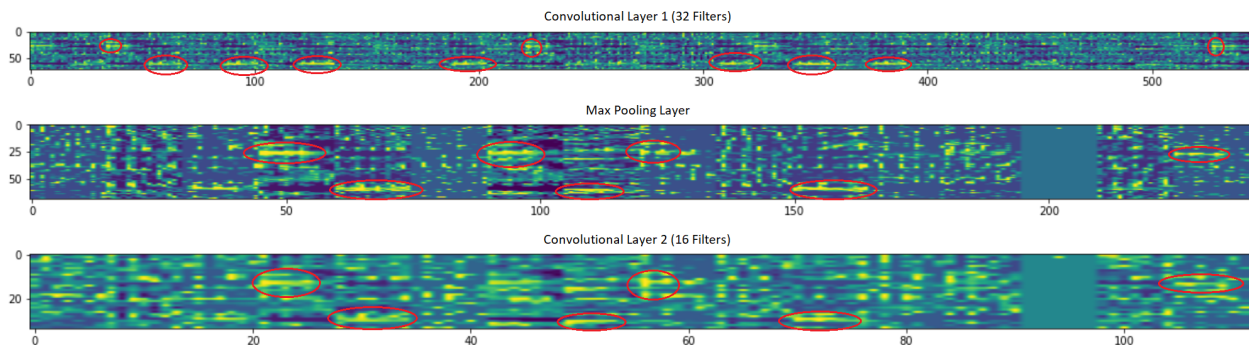 Convolutional Layer 1 (32 Filters)
0
50
0 100 200 300 400 500
Max Pooling Layer
0
25
50
0 50 100 150 200
Convolutional Layer 2 (16 Filters)
0
20
0 20 40 60 80 100